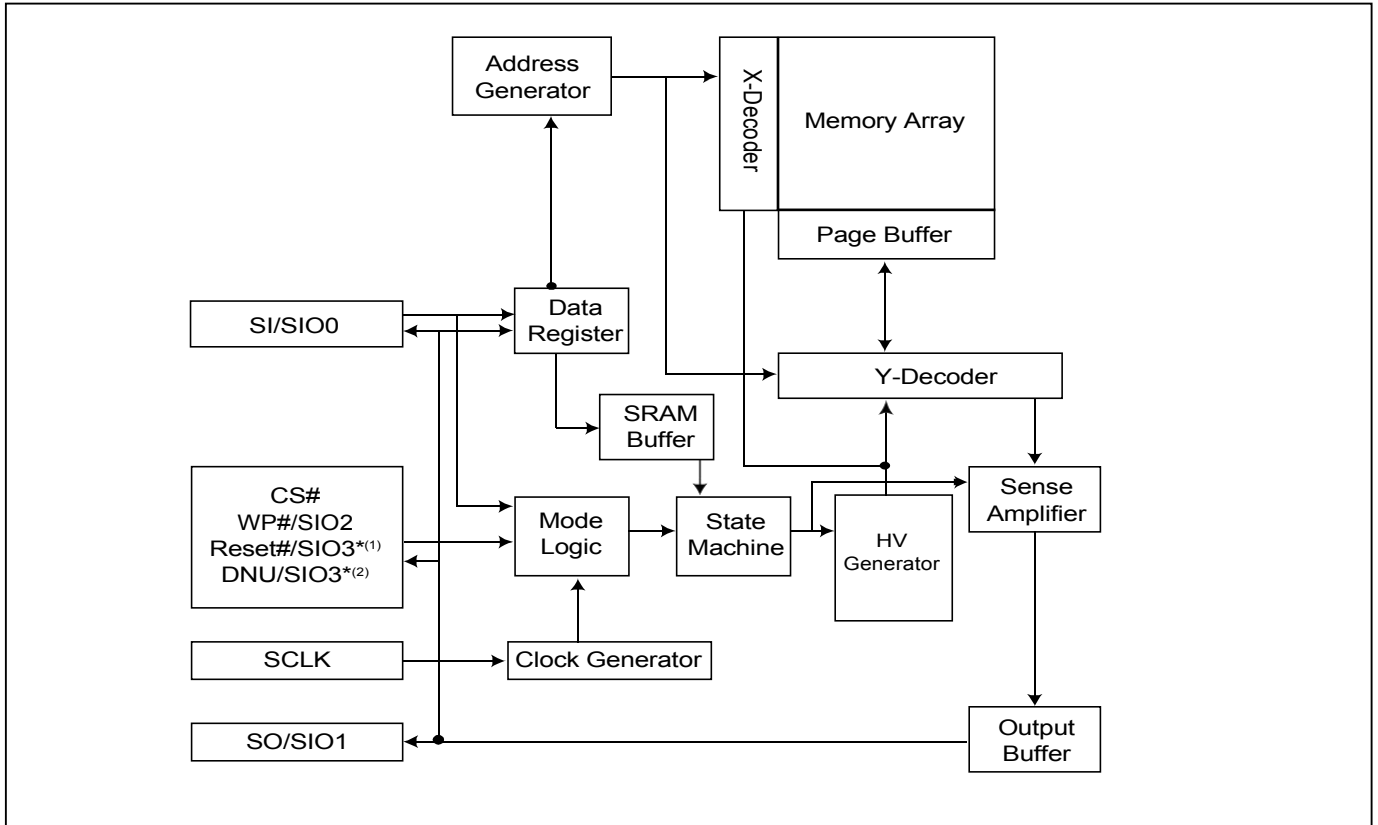 Address
Generator
X-Decoder
Memory Array
Page Buffer
SI/SIO0
Data
Register
Y-Decoder
SRAM
Buffer
CS#
WP#/SIO2
Reset#/SIO3*(1)
DNU/SIO3*(2)
Mode
Logic
State
Machine
HV
Generator
Sense
Amplifier
SCLK
Clock Generator
SO/SIO1
Output
Buffer